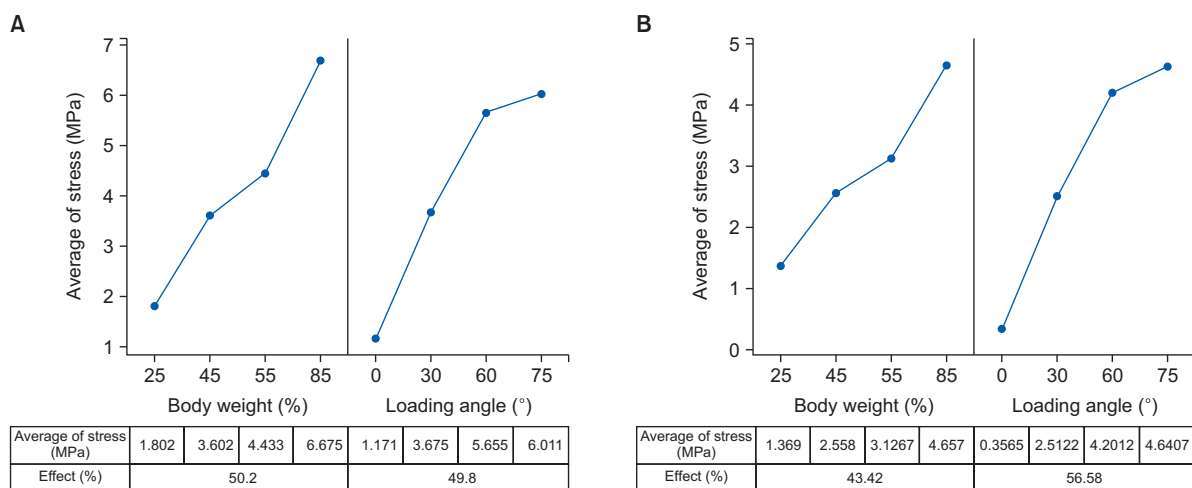 A
Average of stress (MPa)
7
6
5
4
3
2
1
25 45 55 85 0 30 60 75
Body weight (%) Loading angle (°)
Average of stress (MPa) 1.802 3.602 4.433 6.675 1.171 3.675 5.655 6.011
Effect (%) 50.2 49.8
B
Average of stress (MPa)
5
4
3
2
1
0
25 45 55 85 0 30 60 75
Body weight (%) Loading angle (°)
Average of stress (MPa) 1.369 2.558 3.1267 4.657 0.3565 2.5122 4.2012 4.6407
Effect (%) 43.42 56.58